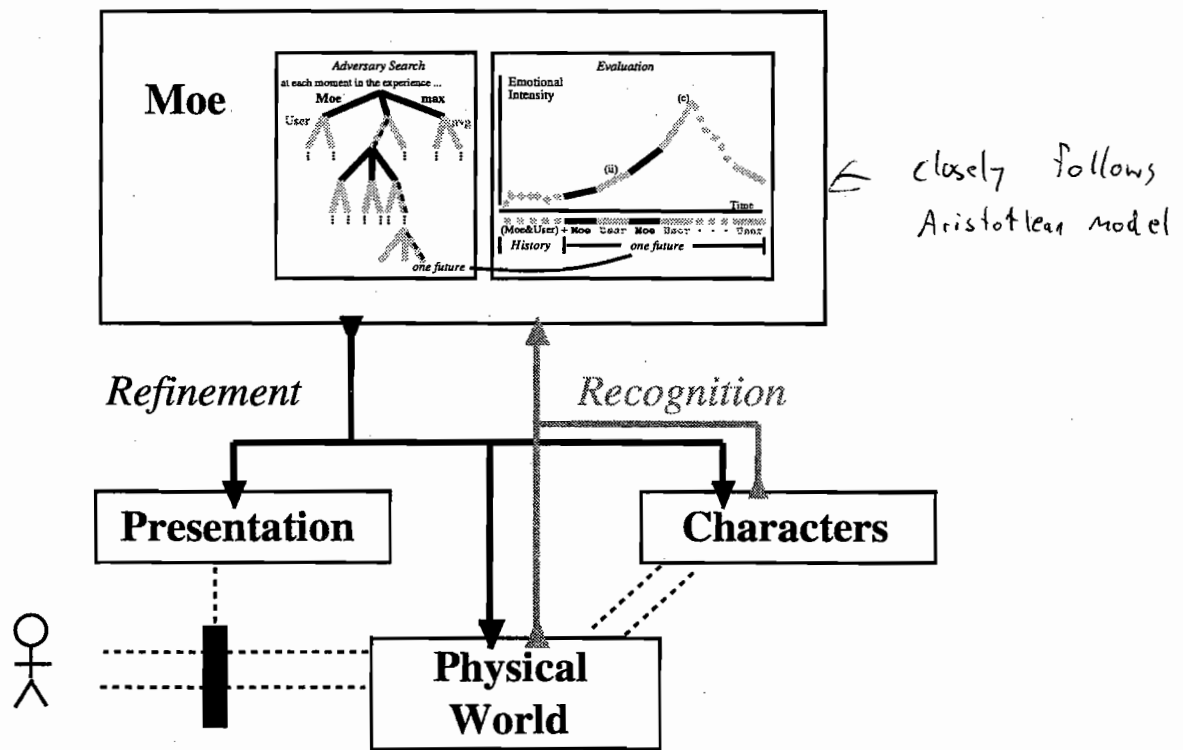 Moe
Adversary Search
at each moment in the experience ...
Moe
max
User
avg
one future
Evaluation
Emotional
Intensity
(ii)
(c)
Time
(Moe&User) + Moe User Moe User . . . User
History
one future
closely follows
Aristotlean model
Refinement
Recognition
Presentation
Characters
Physical
World